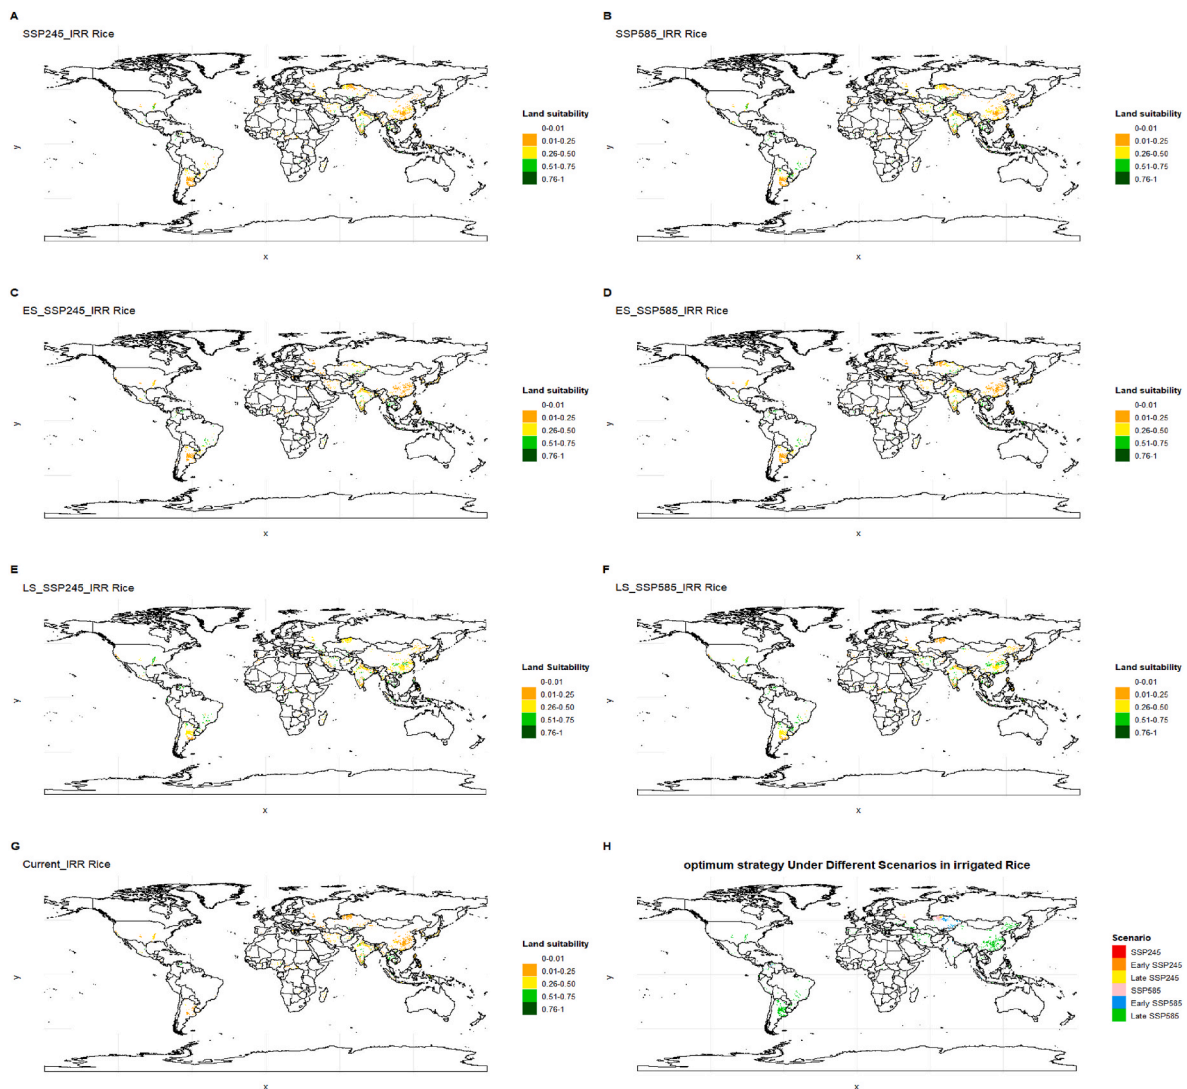 A
SSP245_IRR Rice
Land suitability
0-0.01
0.01-0.25
0.26-0.50
0.51-0.75
0.76-1
y
x
B
SSP585_IRR Rice
Land suitability
0-0.01
0.01-0.25
0.26-0.50
0.51-0.75
0.76-1
y
x
C
ES_SSP245_IRR Rice
Land suitability
0-0.01
0.01-0.25
0.26-0.50
0.51-0.75
0.76-1
y
x
D
ES_SSP585_IRR Rice
Land suitability
0-0.01
0.01-0.25
0.26-0.50
0.51-0.75
0.76-1
y
x
E
LS_SSP245_IRR Rice
Land Suitability
0-0.01
0.01-0.25
0.26-0.50
0.51-0.75
0.76-1
y
x
F
LS_SSP585_IRR Rice
Land suitability
0-0.01
0.01-0.25
0.26-0.50
0.51-0.75
0.76-1
y
x
G
Current_IRR Rice
Land suitability
0-0.01
0.01-0.25
0.26-0.50
0.51-0.75
0.76-1
y
x
H
optimum strategy Under Different Scenarios in irrigated Rice
Scenario
SSP245
Early SSP245
Late SSP245
SSP585
Early SSP585
Late SSP585
y
x